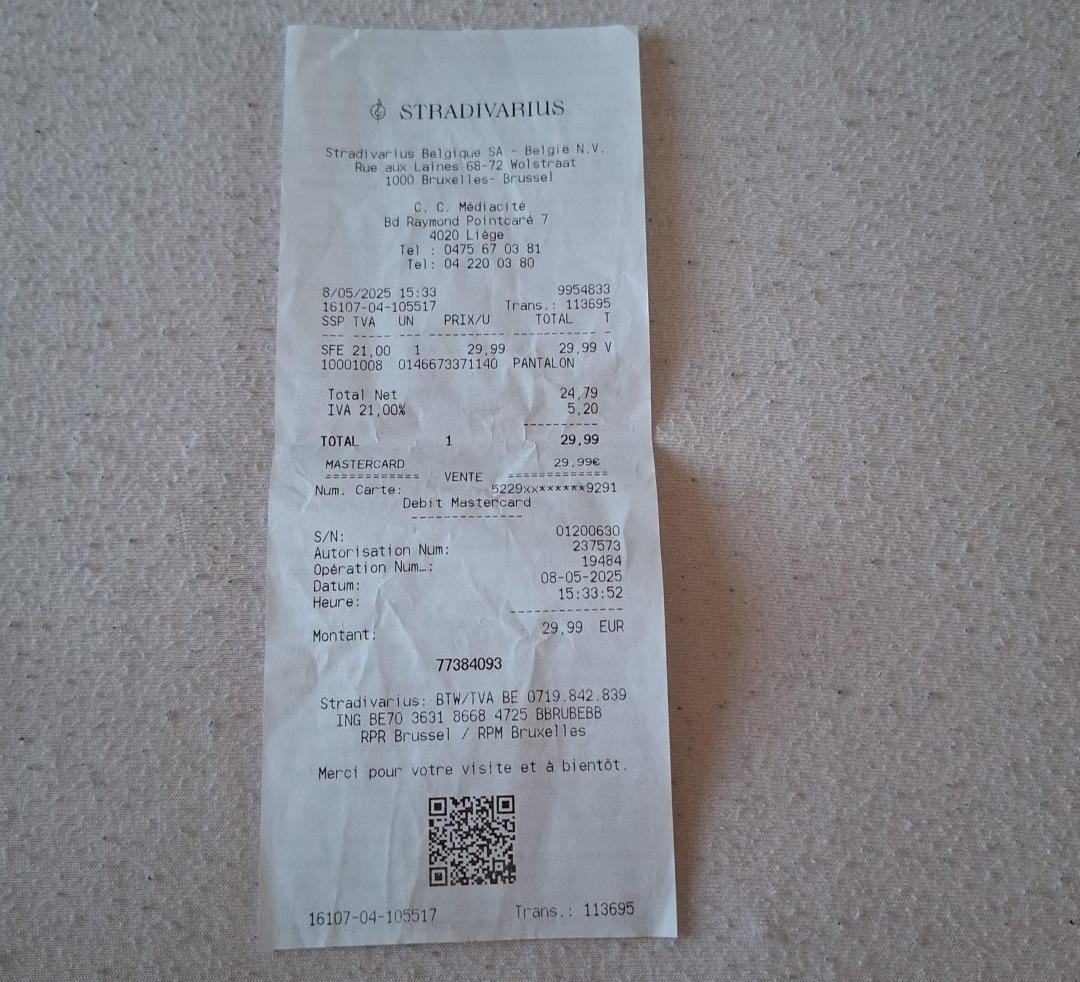 STRADIVARIUS
Stradivarius Belgique SA - Belgie N.V.
Rue aux Laines 68-72 Wolstraat
1000 Bruxelles- Brussel
C. C. Médiacité
Bd Raymond Pointcaré 7
4020 Liège
Tel : 0475 67 03 81
Tel: 04 220 03 80
8/05/2025 15:33 9954833
16107-04-105517 Trans.: 113695
SSP TVA UN PRIX/U TOTAL T
SFE 21,00 1 29,99 29,99 V
10001008 0146673371140 PANTALON
Total Net 24,79
IVA 21,00% 5,20
TOTAL 1 29,99
MASTERCARD 29,99€
============ VENTE ============
Num. Carte: 5229xx******9291
Debit Mastercard
S/N: 01200630
Autorisation Num: 237573
Opération Num…: 19484
Datum: 08-05-2025
Heure: 15:33:52
Montant: 29,99 EUR
77384093
Stradivarius: BTW/TVA BE 0719.842.839
ING BE70 3631 8668 4725 BBRUBEBB
RPR Brussel / RPM Bruxelles
Merci pour votre visite et à bientôt.
16107-04-105517 Trans.: 113695